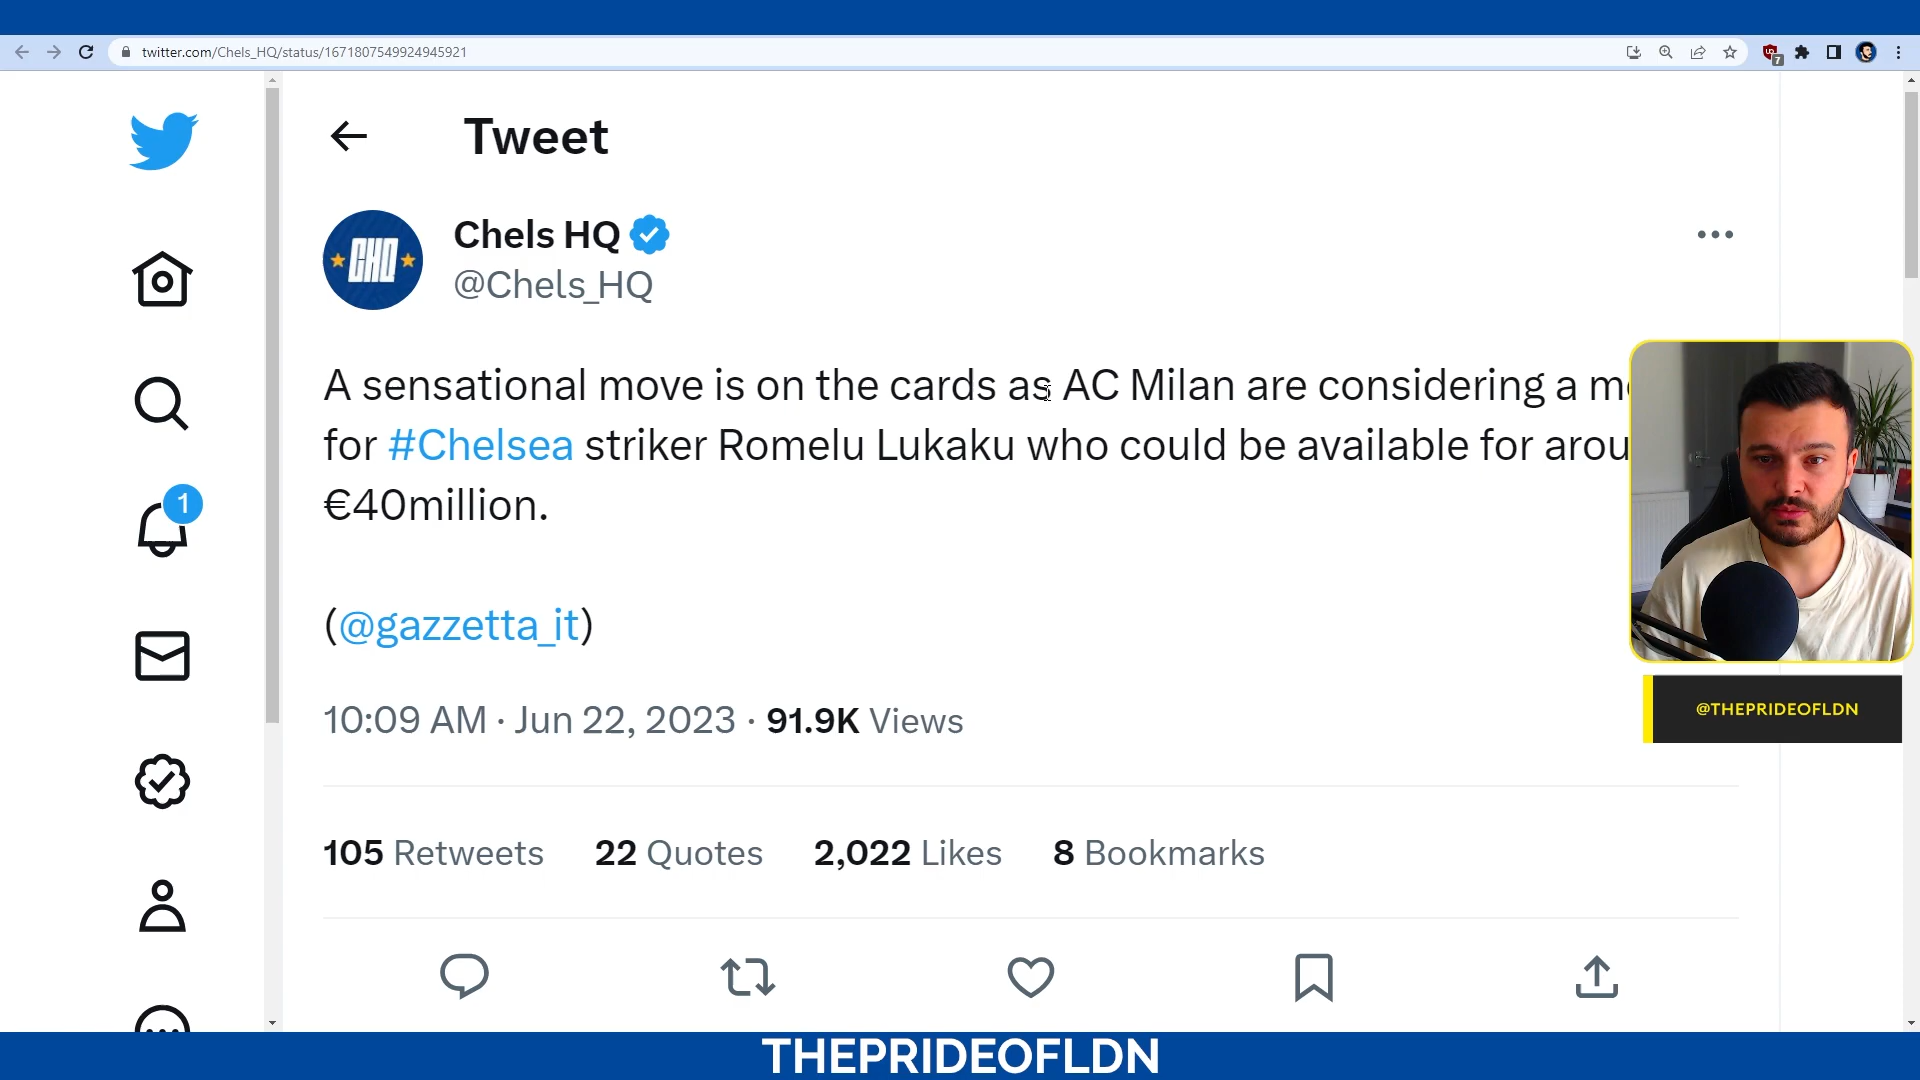 twitter.com/Chels_HQ/status/1671807549924945921
7
Tweet
CHQ
Chels HQ
@Chels_HQ
A sensational move is on the cards as AC Milan are considering a
for #Chelsea striker Romelu Lukaku who could be available for
€40million.
1
(@gazzetta_it)
10:09 AM · Jun 22, 2023 · 91.9K Views
@THEPRIDEOFLDN
105 Retweets 22 Quotes 2,022 Likes 8 Bookmarks
THEPRIDEOFLDN